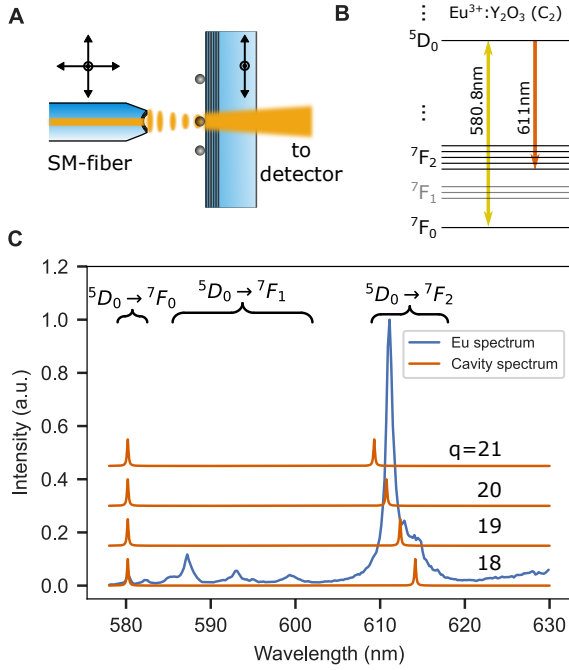 A
SM-fiber
to
detector
B
⋮ Eu³⁺:Y₂O₃ (C₂)
⁵D₀
580.8nm
611nm
⋮
⁷F₂
⁷F₁
⁷F₀
C
⁵D₀ → ⁷F₀
⁵D₀ → ⁷F₁
⁵D₀ → ⁷F₂
Eu spectrum
Cavity spectrum
q=21
20
19
18
Intensity (a.u.)
1.2
1.0
0.8
0.6
0.4
0.2
0.0
580 590 600 610 620 630
Wavelength (nm)